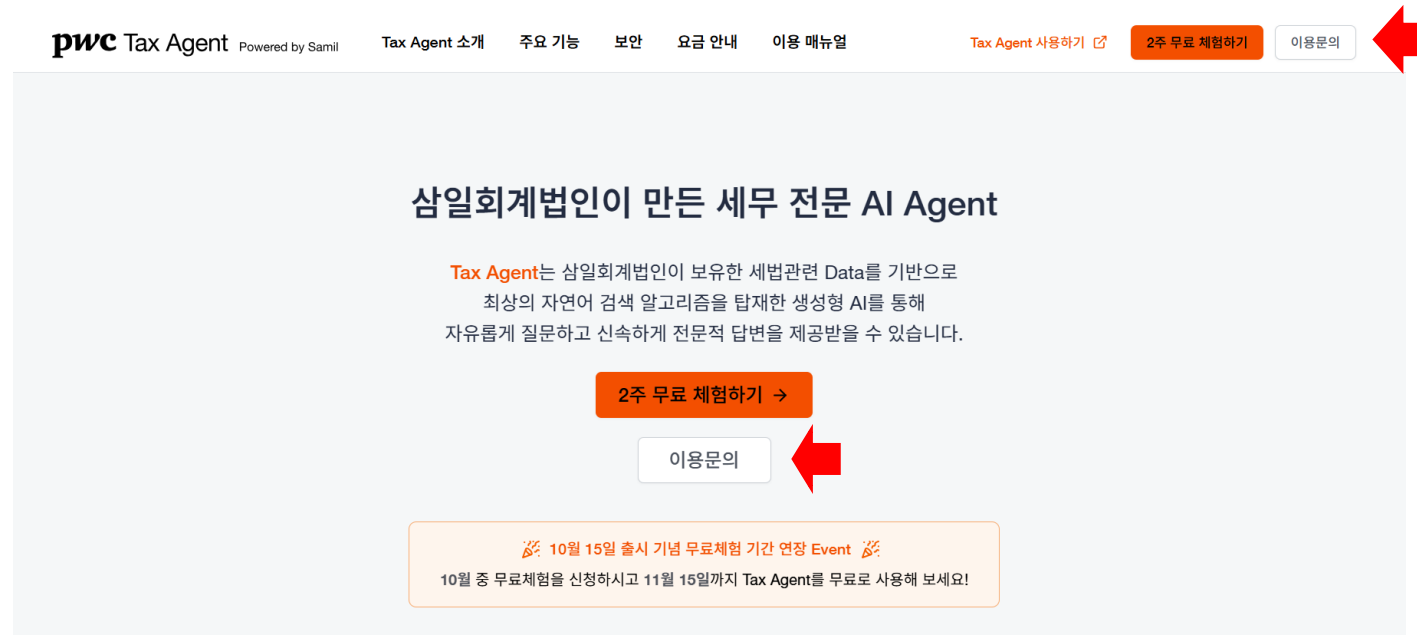 pwc Tax Agent Powered by Samil
Tax Agent 소개 주요 기능 보안 요금 안내 이용 매뉴얼
Tax Agent 사용하기 2주 무료 체험하기 이용문의
삼일회계법인이 만든 세무 전문 AI Agent
Tax Agent는 삼일회계법인이 보유한 세법관련 Data를 기반으로
최상의 자연어 검색 알고리즘을 탑재한 생성형 AI를 통해
자유롭게 질문하고 신속하게 전문적 답변을 제공받을 수 있습니다.
2주 무료 체험하기 →
이용문의
🎉 10월 15일 출시 기념 무료체험 기간 연장 Event 🎉
10월 중 무료체험을 신청하시고 11월 15일까지 Tax Agent를 무료로 사용해 보세요!